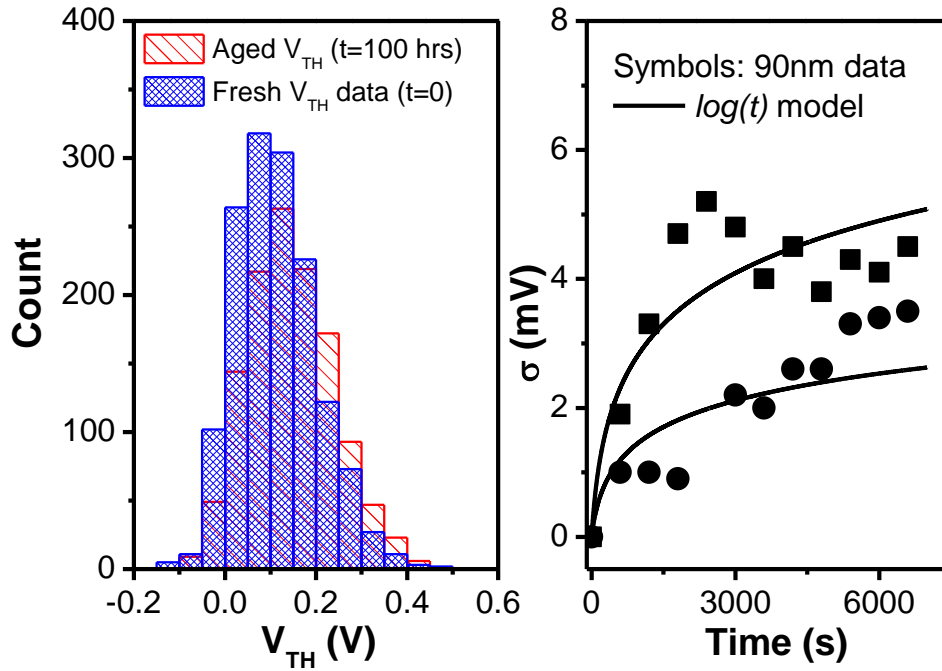 400
300
200
100
0
Count
Aged V_TH (t=100 hrs)
Fresh V_TH data (t=0)
-0.2 0.0 0.2 0.4 0.6
V_TH (V)
8
6
4
2
0
σ (mV)
Symbols: 90nm data
log(t) model
0 3000 6000
Time (s)